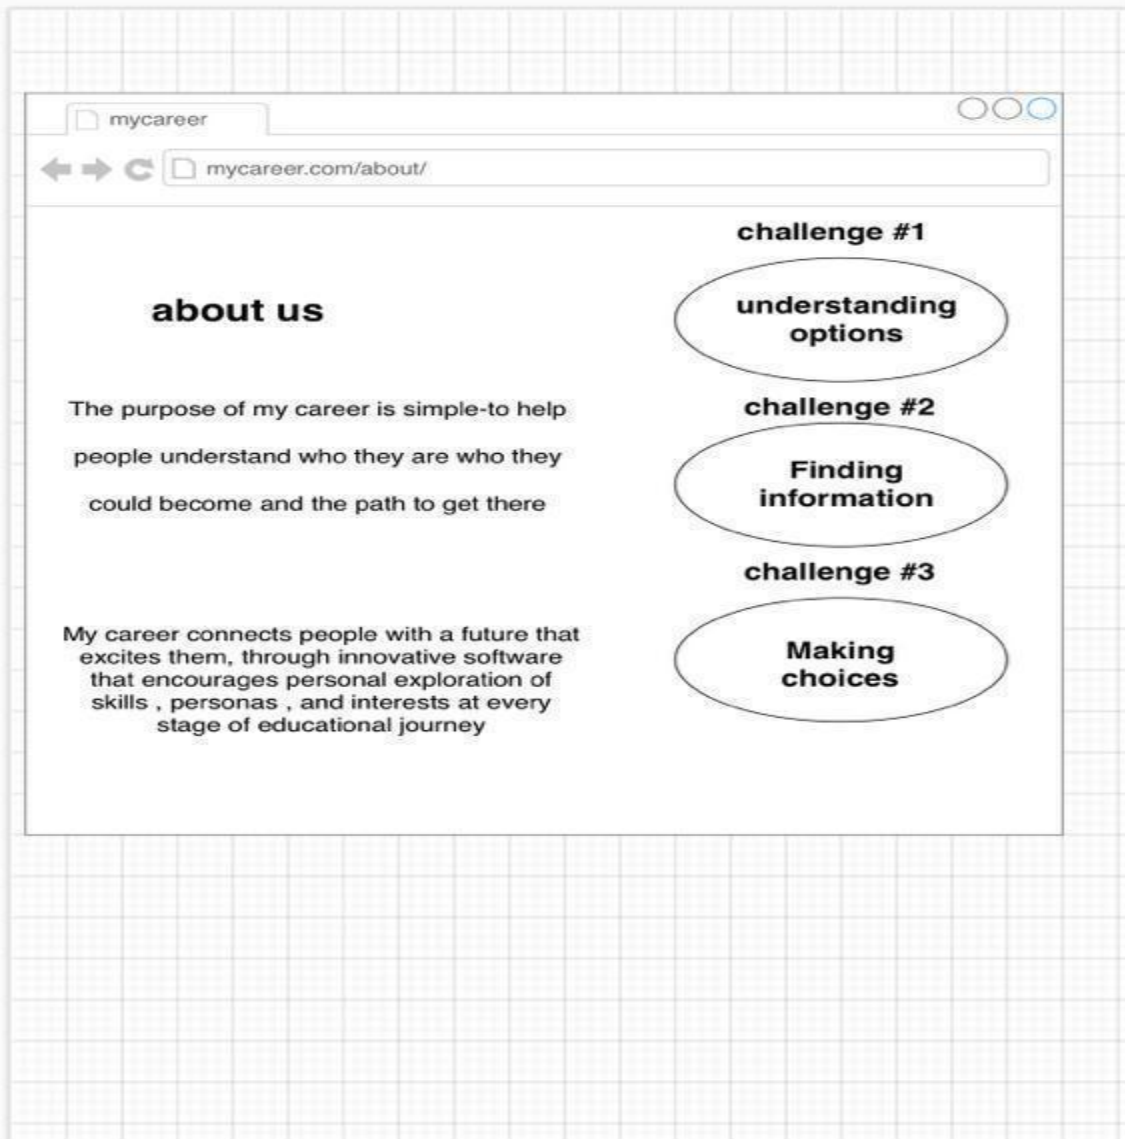 mycareer
mycareer.com/about/
about us
The purpose of my career is simple-to help
people understand who they are who they
could become and the path to get there
My career connects people with a future that
excites them, through innovative software
that encourages personal exploration of
skills , personas , and interests at every
stage of educational journey
challenge #1
understanding
options
challenge #2
Finding
information
challenge #3
Making
choices